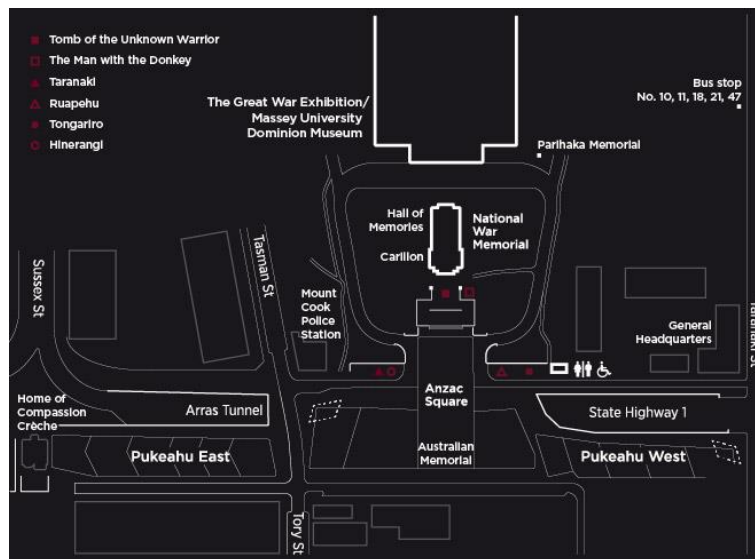 Tomb of the Unknown Warrior
The Man with the Donkey
Taranaki
Ruapehu
Tongariro
Hinerangi
The Great War Exhibition/
Massey University
Dominion Museum
Bus stop
No. 10, 11, 18, 21, 47
Parihaka Memorial
Hall of
Memories
Carillon
National
War
Memorial
Sussex St
Tasman St
Mount
Cook
Police
Station
General
Headquarters
Taranaki St
Anzac
Square
Home of
Compassion
Crèche
Arras Tunnel
State Highway 1
Pukeahu East
Australian
Memorial
Pukeahu West
Tory St